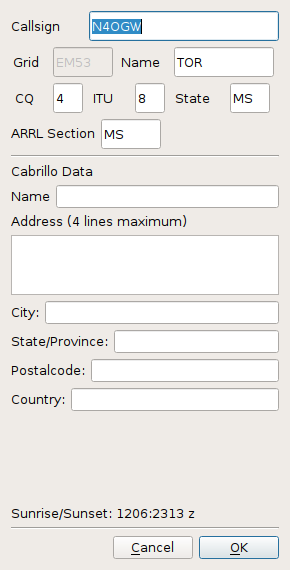 Callsign N4OGW
Grid EM53 Name TOR
CQ 4 ITU 8 State MS
ARRL Section MS
Cabrillo Data
Name
Address (4 lines maximum)
City:
State/Province:
Postalcode:
Country:
Sunrise/Sunset: 1206:2313 z
Cancel OK